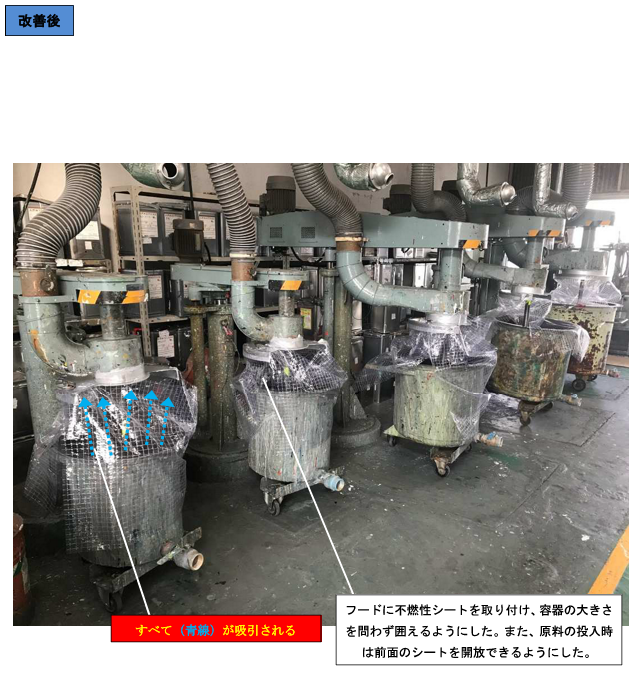 改善後
すべて（青線）が吸引される
フードに不燃性シートを取り付け、容器の大きさ
を問わず囲えるようにした。また、原料の投入時
は前面のシートを開放できるようにした。